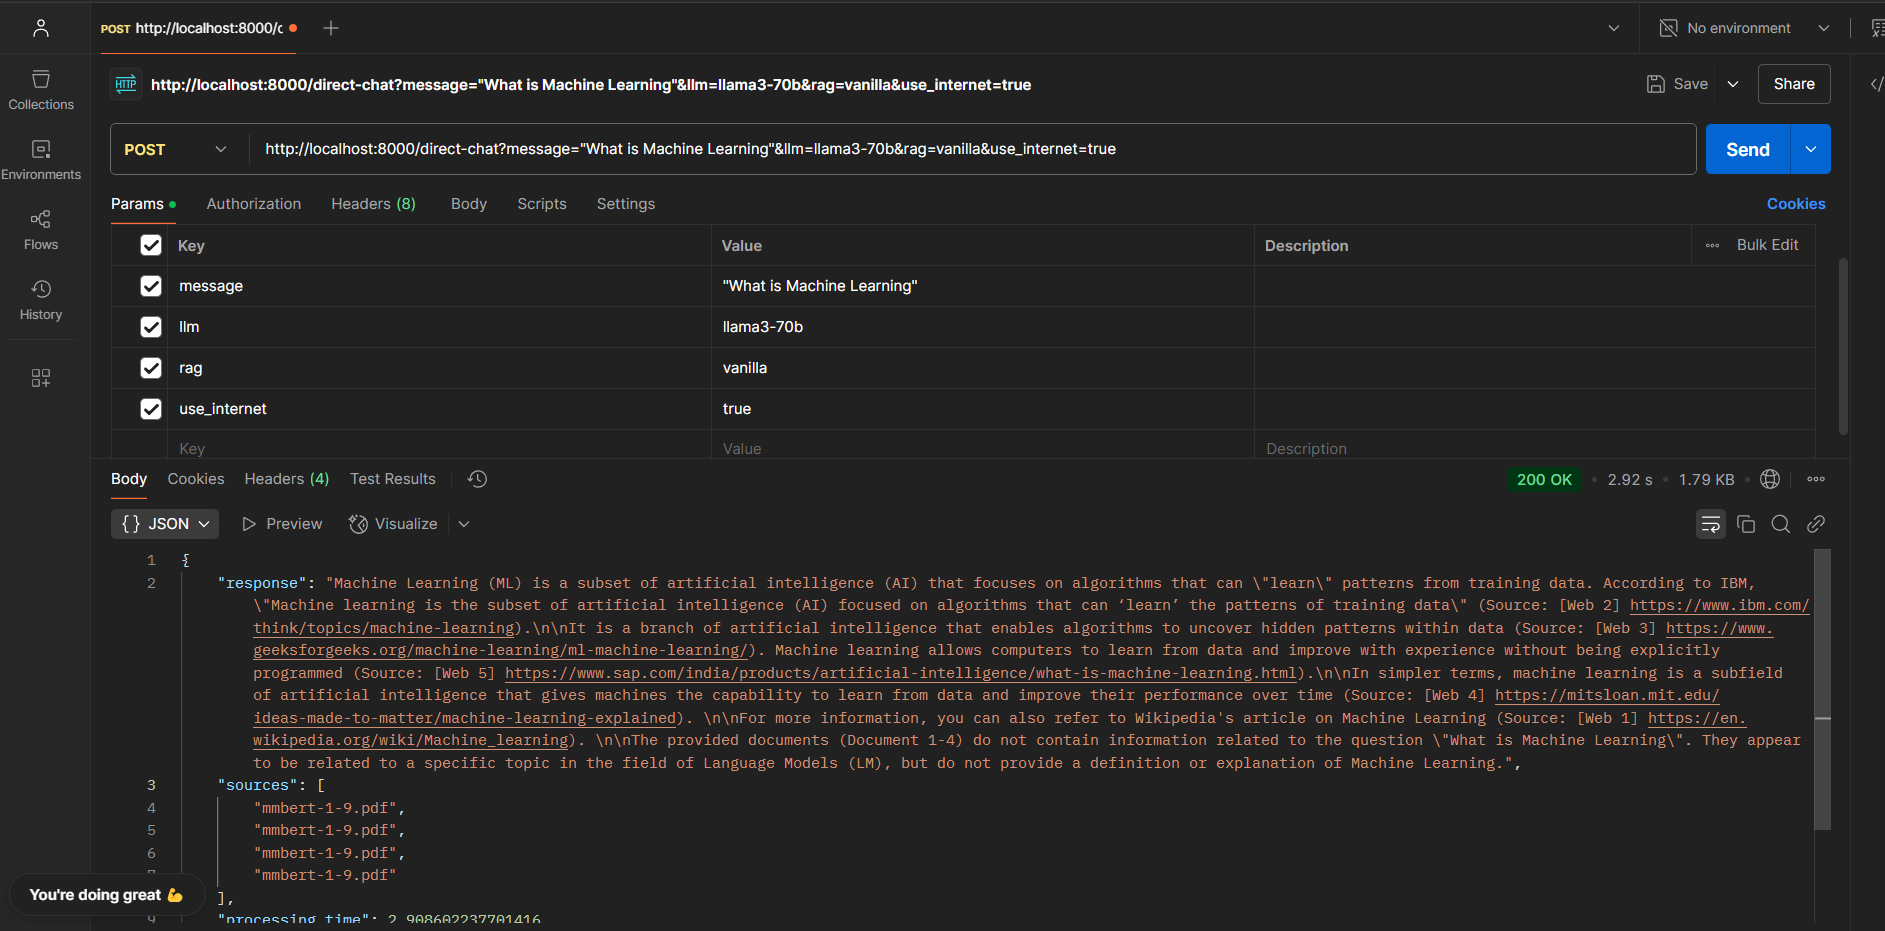 POST http://localhost:8000/c
No environment
Collections
Environments
Flows
History
HTTP http://localhost:8000/direct-chat?message="What is Machine Learning"&llm=llama3-70b&rag=vanilla&use_internet=true
Save
Share
POST http://localhost:8000/direct-chat?message="What is Machine Learning"&llm=llama3-70b&rag=vanilla&use_internet=true
Send
Params Authorization Headers (8) Body Scripts Settings Cookies
Key Value Description Bulk Edit
message "What is Machine Learning"
llm llama3-70b
rag vanilla
use_internet true
Key Value Description
Body Cookies Headers (4) Test Results 200 OK • 2.92 s • 1.79 KB •
{} JSON Preview Visualize
1 {
2 "response": "Machine Learning (ML) is a subset of artificial intelligence (AI) that focuses on algorithms that can \"learn\" patterns from training data. According to IBM,
\"Machine learning is the subset of artificial intelligence (AI) focused on algorithms that can ‘learn’ the patterns of training data\" (Source: [Web 2] https://www.ibm.com/
think/topics/machine-learning).\n\nIt is a branch of artificial intelligence that enables algorithms to uncover hidden patterns within data (Source: [Web 3] https://www.
geeksforgeeks.org/machine-learning/ml-machine-learning/). Machine learning allows computers to learn from data and improve with experience without being explicitly
programmed (Source: [Web 5] https://www.sap.com/india/products/artificial-intelligence/what-is-machine-learning.html).\n\nIn simpler terms, machine learning is a subfield
of artificial intelligence that gives machines the capability to learn from data and improve their performance over time (Source: [Web 4] https://mitsloan.mit.edu/
ideas-made-to-matter/machine-learning-explained). \n\nFor more information, you can also refer to Wikipedia's article on Machine Learning (Source: [Web 1] https://en.
wikipedia.org/wiki/Machine_learning). \n\nThe provided documents (Document 1-4) do not contain information related to the question \"What is Machine Learning\". They appear
to be related to a specific topic in the field of Language Models (LM), but do not provide a definition or explanation of Machine Learning.",
3 "sources": [
4 "mmbert-1-9.pdf",
5 "mmbert-1-9.pdf",
6 "mmbert-1-9.pdf",
7 "mmbert-1-9.pdf"
You're doing great 💪
],
9 "processing_time": 2.908602237701416